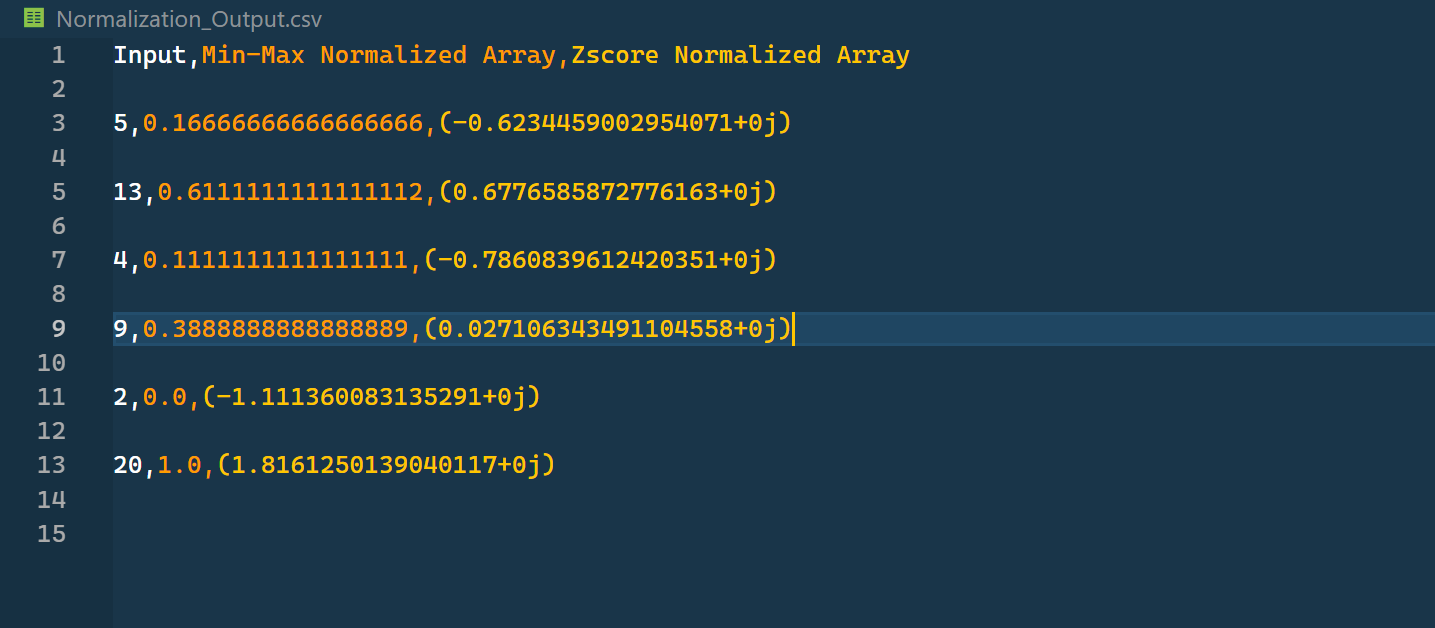 Normalization_Output.csv
1 Input,Min-Max Normalized Array,Zscore Normalized Array
2
3 5,0.16666666666666666,(-0.6234459002954071+0j)
4
5 13,0.6111111111111112,(0.6776585872776163+0j)
6
7 4,0.1111111111111111,(-0.7860839612420351+0j)
8
9 9,0.3888888888888889,(0.027106343491104558+0j)
10
11 2,0.0,(-1.111360083135291+0j)
12
13 20,1.0,(1.8161250139040117+0j)
14
15